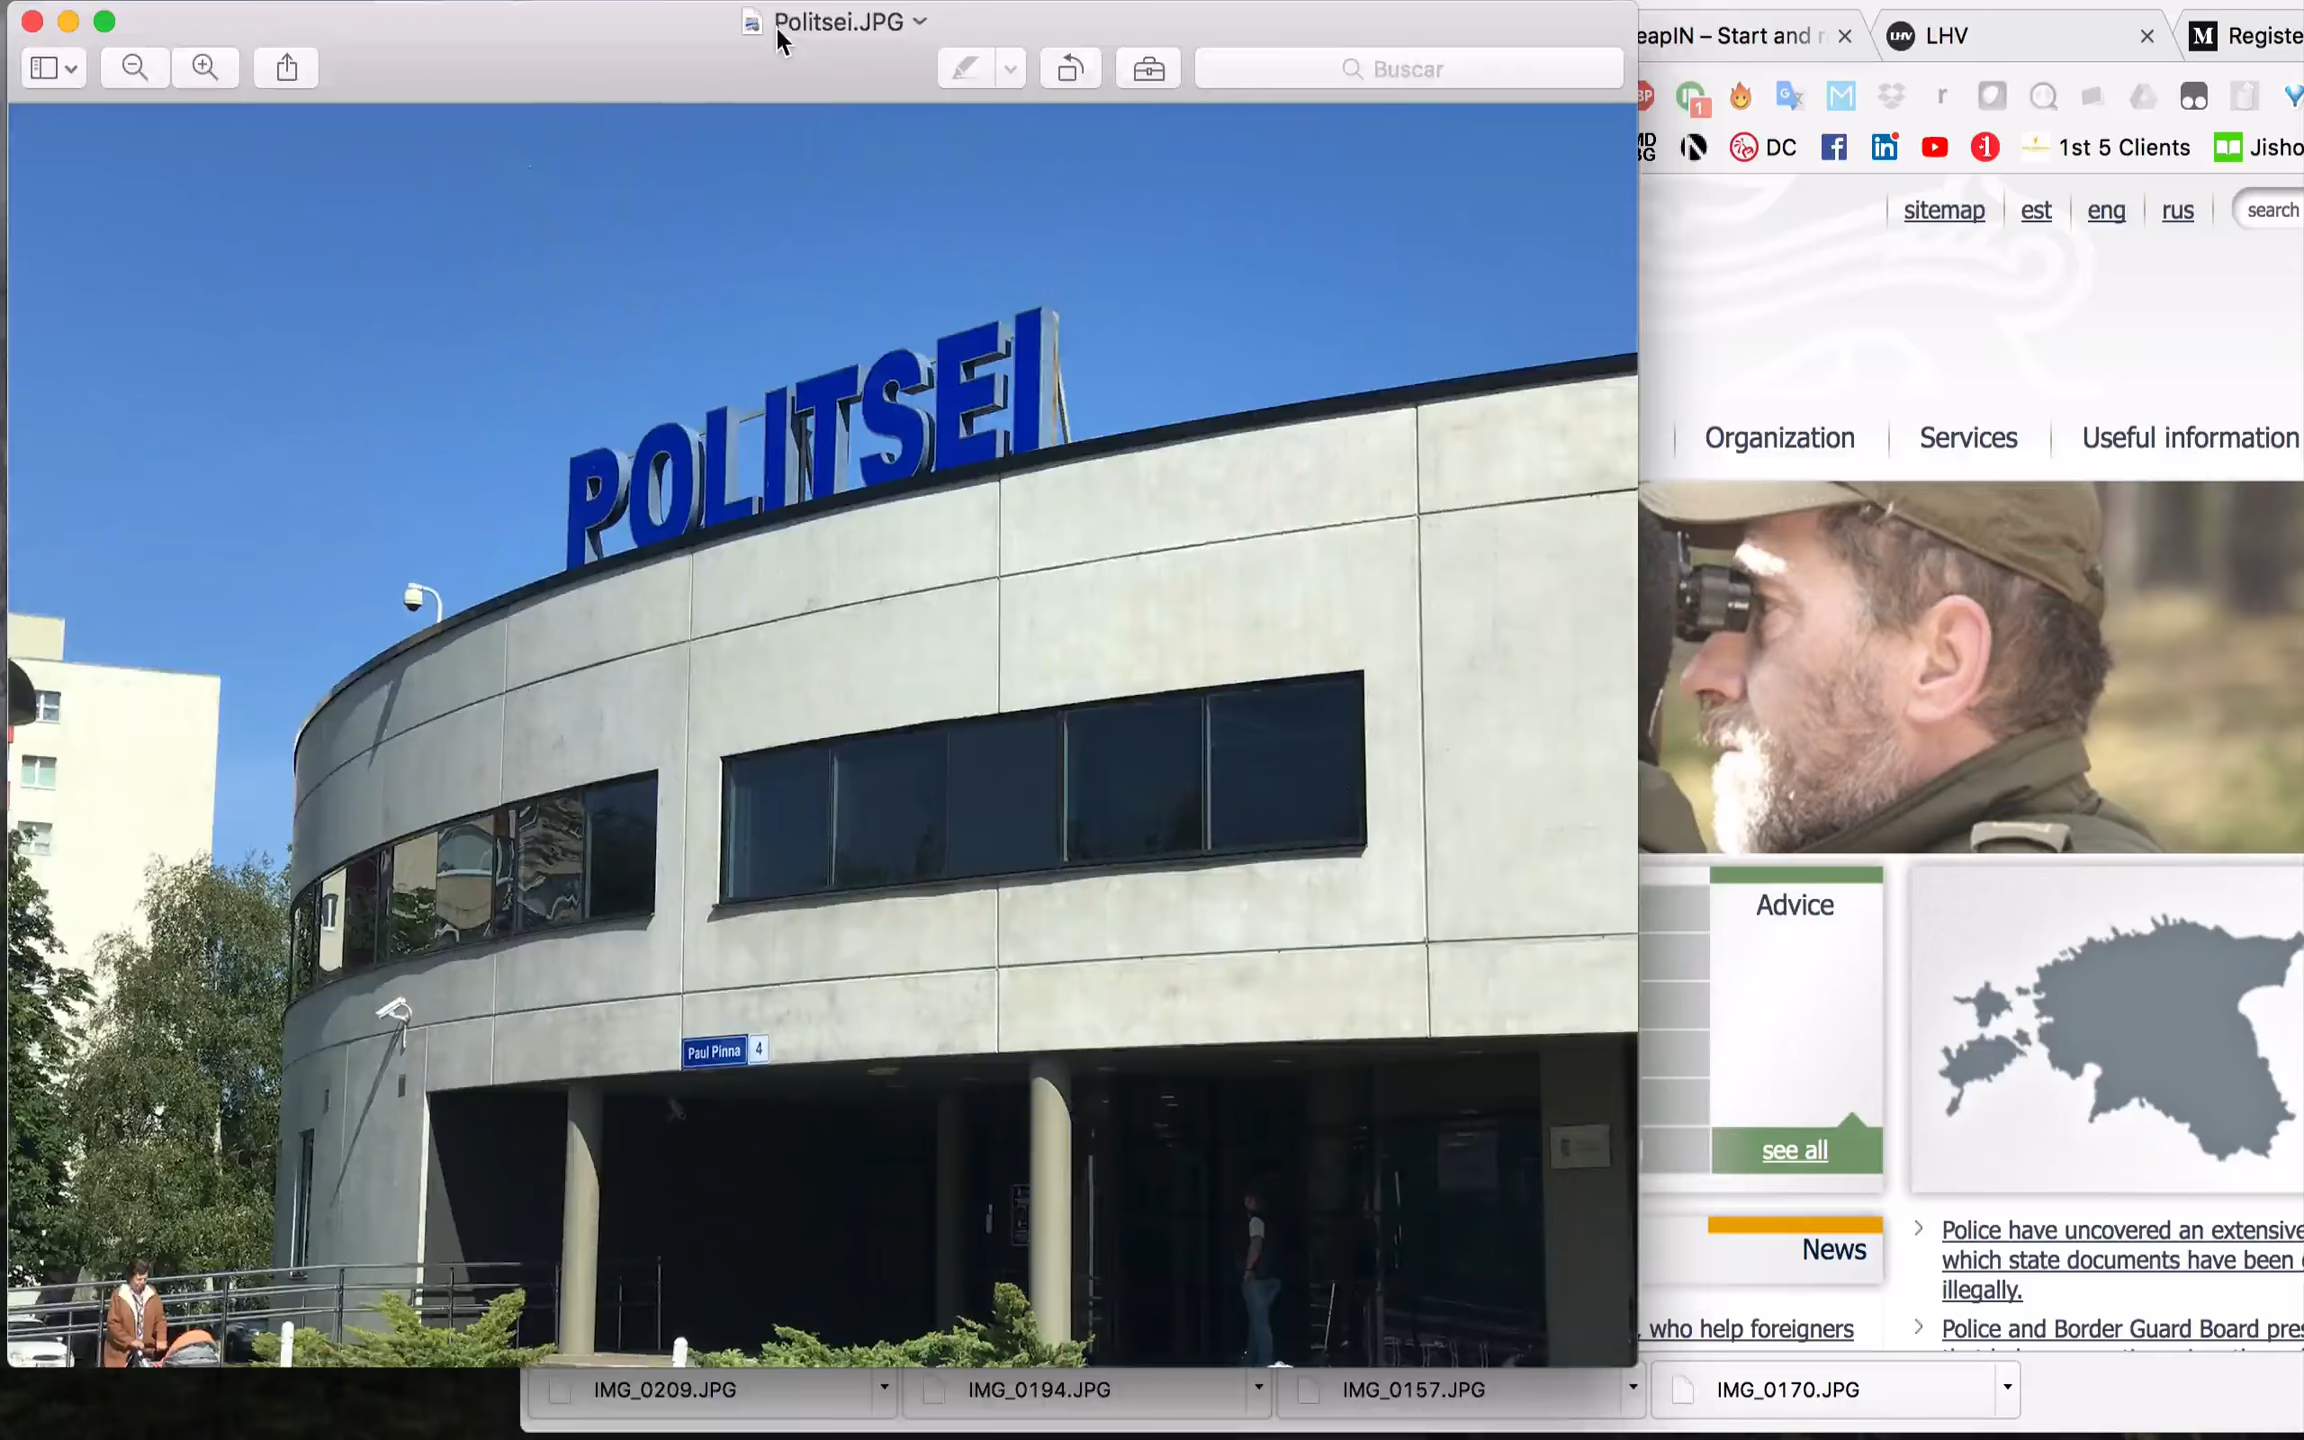 Politsei.JPG
Buscar
eapIN – Start and
LHV
Registe
1
DC
1st 5 Clients
Jisho
sitemap
est
eng
rus
search
POLITSEI
Organization
Services
Useful information
Paul Pinna 4
Advice
see all
News
Police have uncovered an extensive
which state documents have been
illegally.
who help foreigners
Police and Border Guard Board pres
IMG_0209.JPG
IMG_0194.JPG
IMG_0157.JPG
IMG_0170.JPG